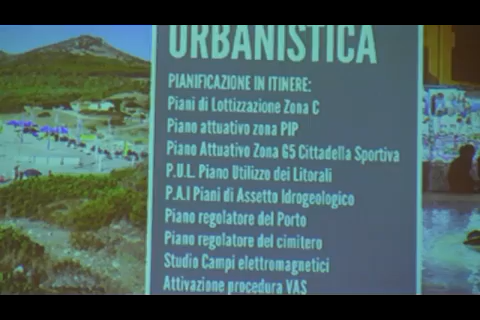 URBANISTICA
PIANIFICAZIONE IN ITINERE:
Piani di Lottizzazione Zona C
Piano attuativo zona PIP
Piano Attuativo Zona G5 Cittadella Sportiva
P.U.L. Piano Utilizzo dei Litorali
P.A.I Piani di Assetto Idrogeologico
Piano regolatore del Porto
Piano regolatore del cimitero
Studio Campi elettromagnetici
Attivazione procedura VAS